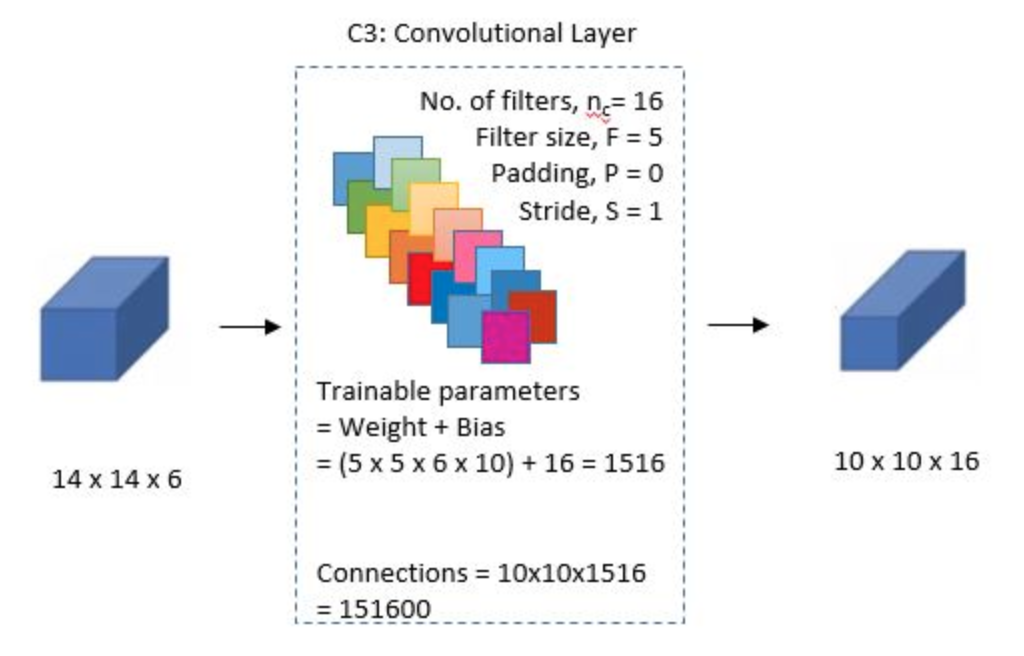 C3: Convolutional Layer
No. of filters, nc= 16
Filter size, F = 5
Padding, P = 0
Stride, S = 1
Trainable parameters
= Weight + Bias
= (5 x 5 x 6 x 10) + 16 = 1516
14 x 14 x 6
10 x 10 x 16
Connections = 10x10x1516
= 151600